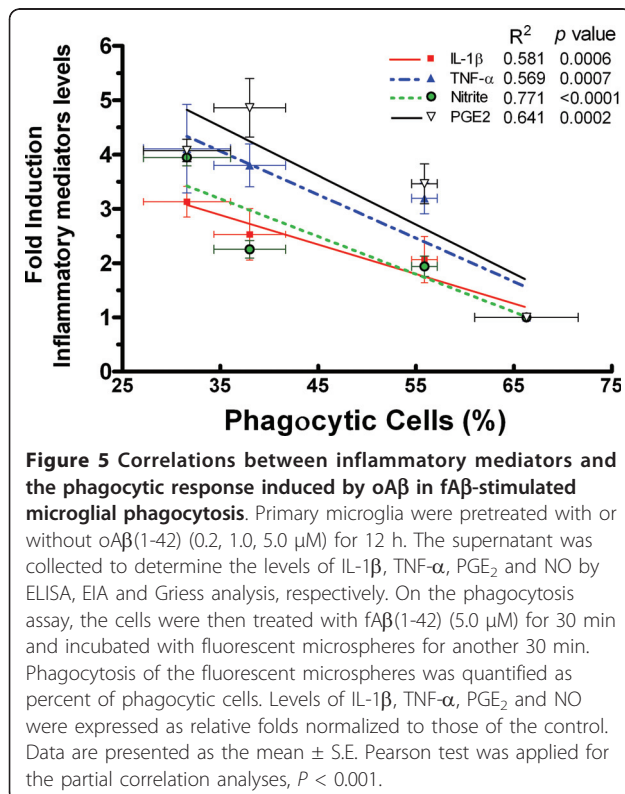 R² p value
IL-1β 0.581 0.0006
TNF-α 0.569 0.0007
Nitrite 0.771 <0.0001
PGE2 0.641 0.0002
Fold Induction
Inflammatory mediators levels
6
5
4
3
2
1
0
25 35 45 55 65 75
Phagocytic Cells (%)
Figure 5 Correlations between inflammatory mediators and
the phagocytic response induced by oAβ in fAβ-stimulated
microglial phagocytosis. Primary microglia were pretreated with or
without oAβ(1-42) (0.2, 1.0, 5.0 μM) for 12 h. The supernatant was
collected to determine the levels of IL-1β, TNF-α, PGE₂ and NO by
ELISA, EIA and Griess analysis, respectively. On the phagocytosis
assay, the cells were then treated with fAβ(1-42) (5.0 μM) for 30 min
and incubated with fluorescent microspheres for another 30 min.
Phagocytosis of the fluorescent microspheres was quantified as
percent of phagocytic cells. Levels of IL-1β, TNF-α, PGE₂ and NO
were expressed as relative folds normalized to those of the control.
Data are presented as the mean ± S.E. Pearson test was applied for
the partial correlation analyses, P < 0.001.